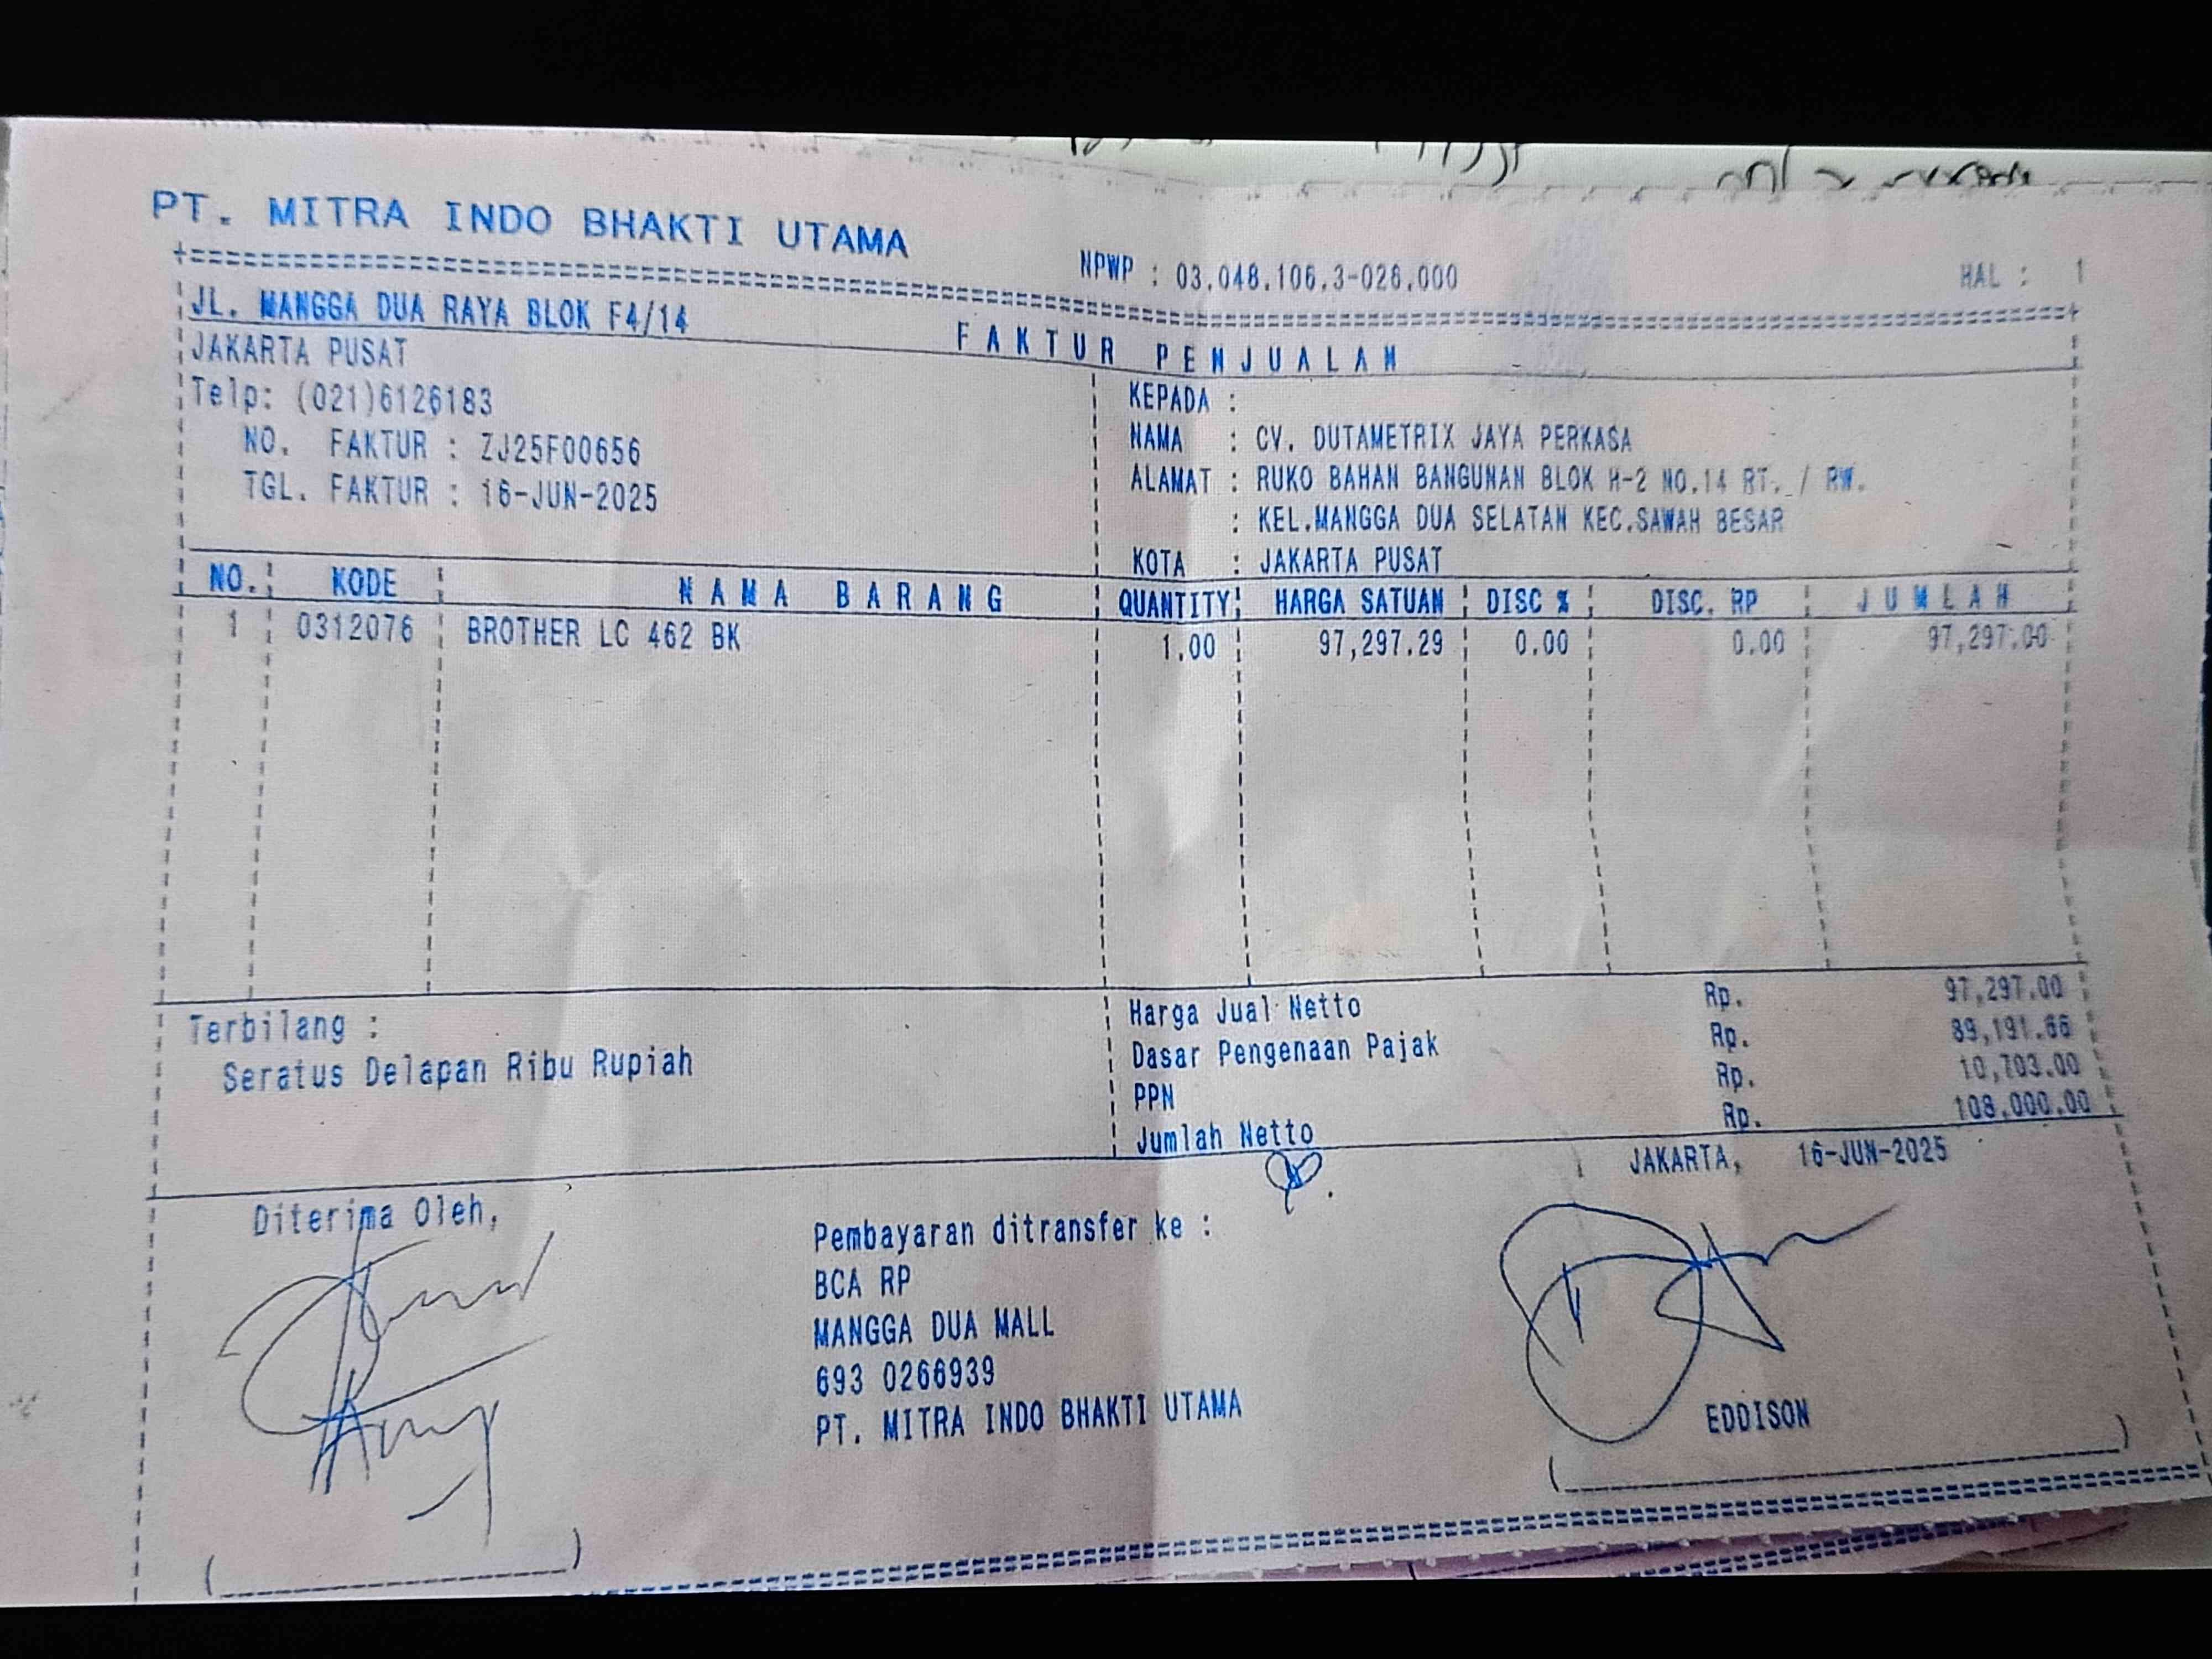 PT. MITRA INDO BHAKTI UTAMA
NPWP : 03.048.106.3-026.000 HAL : 1
JL. MANGGA DUA RAYA BLOK F4/14
FAKTUR PENJUALAN
JAKARTA PUSAT
Telp: (021)6126183
NO. FAKTUR : ZJ25F00656
TGL. FAKTUR : 16-JUN-2025
KEPADA :
NAMA : CV. DUTAMETRIX JAYA PERKASA
ALAMAT : RUKO BAHAN BANGUNAN BLOK H-2 NO.14 RT. / RW.
: KEL.MANGGA DUA SELATAN KEC.SAWAH BESAR
KOTA : JAKARTA PUSAT
NO. KODE NAMA BARANG QUANTITY HARGA SATUAN DISC % DISC. RP JUMLAH
1 0312076 BROTHER LC 462 BK 1.00 97,297.29 0.00 0.00 97,297.00
Terbilang :
Seratus Delapan Ribu Rupiah
Harga Jual Netto Rp. 97,297.00
Dasar Pengenaan Pajak Rp. 89,191.66
PPN Rp. 10,703.00
Jumlah Netto Rp. 108,000.00
JAKARTA, 16-JUN-2025
Diterima Oleh,
Pembayaran ditransfer ke :
BCA RP
MANGGA DUA MALL
693 0266939
PT. MITRA INDO BHAKTI UTAMA
EDDISON